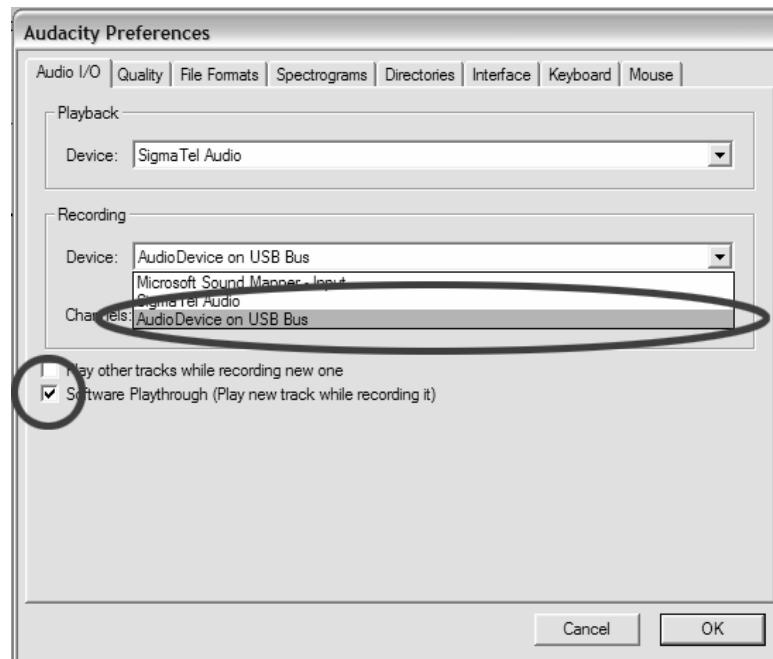 Audacity Preferences
Audio I/O Quality File Formats Spectrograms Directories Interface Keyboard Mouse
Playback
Device: SigmaTel Audio
Recording
Device: AudioDevice on USB Bus
Microsoft Sound Mapper - Input
SigmaTel Audio
Channels: AudioDevice on USB Bus
Play other tracks while recording new one
Software Playthrough (Play new track while recording it)
Cancel OK